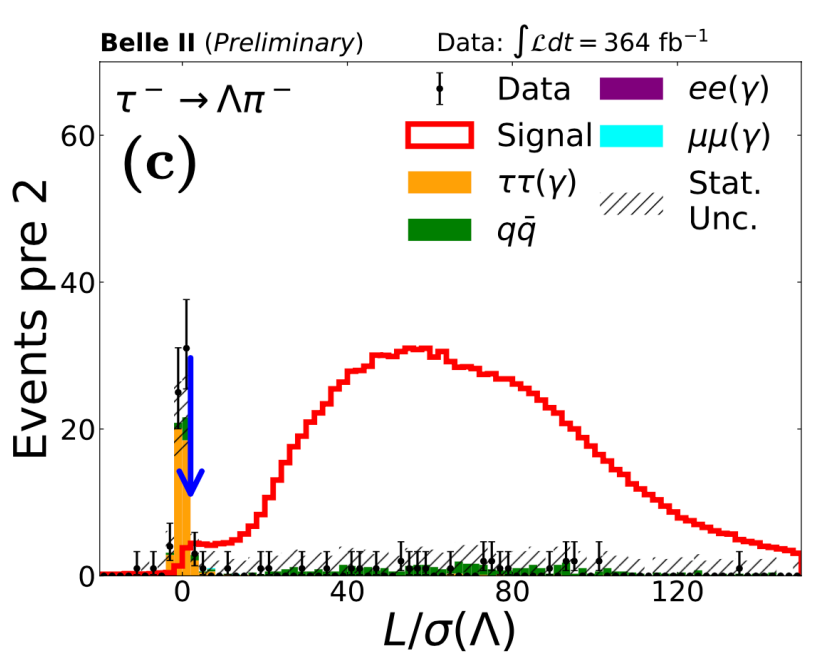 Belle II (Preliminary) Data: ∫ℒdt = 364 fb⁻¹
τ⁻ → Λπ⁻
(c)
Data
Signal
ττ(γ)
qq̄
ee(γ)
μμ(γ)
Stat.
Unc.
Events pre 2
60
40
20
0
0 40 80 120
L/σ(Λ)